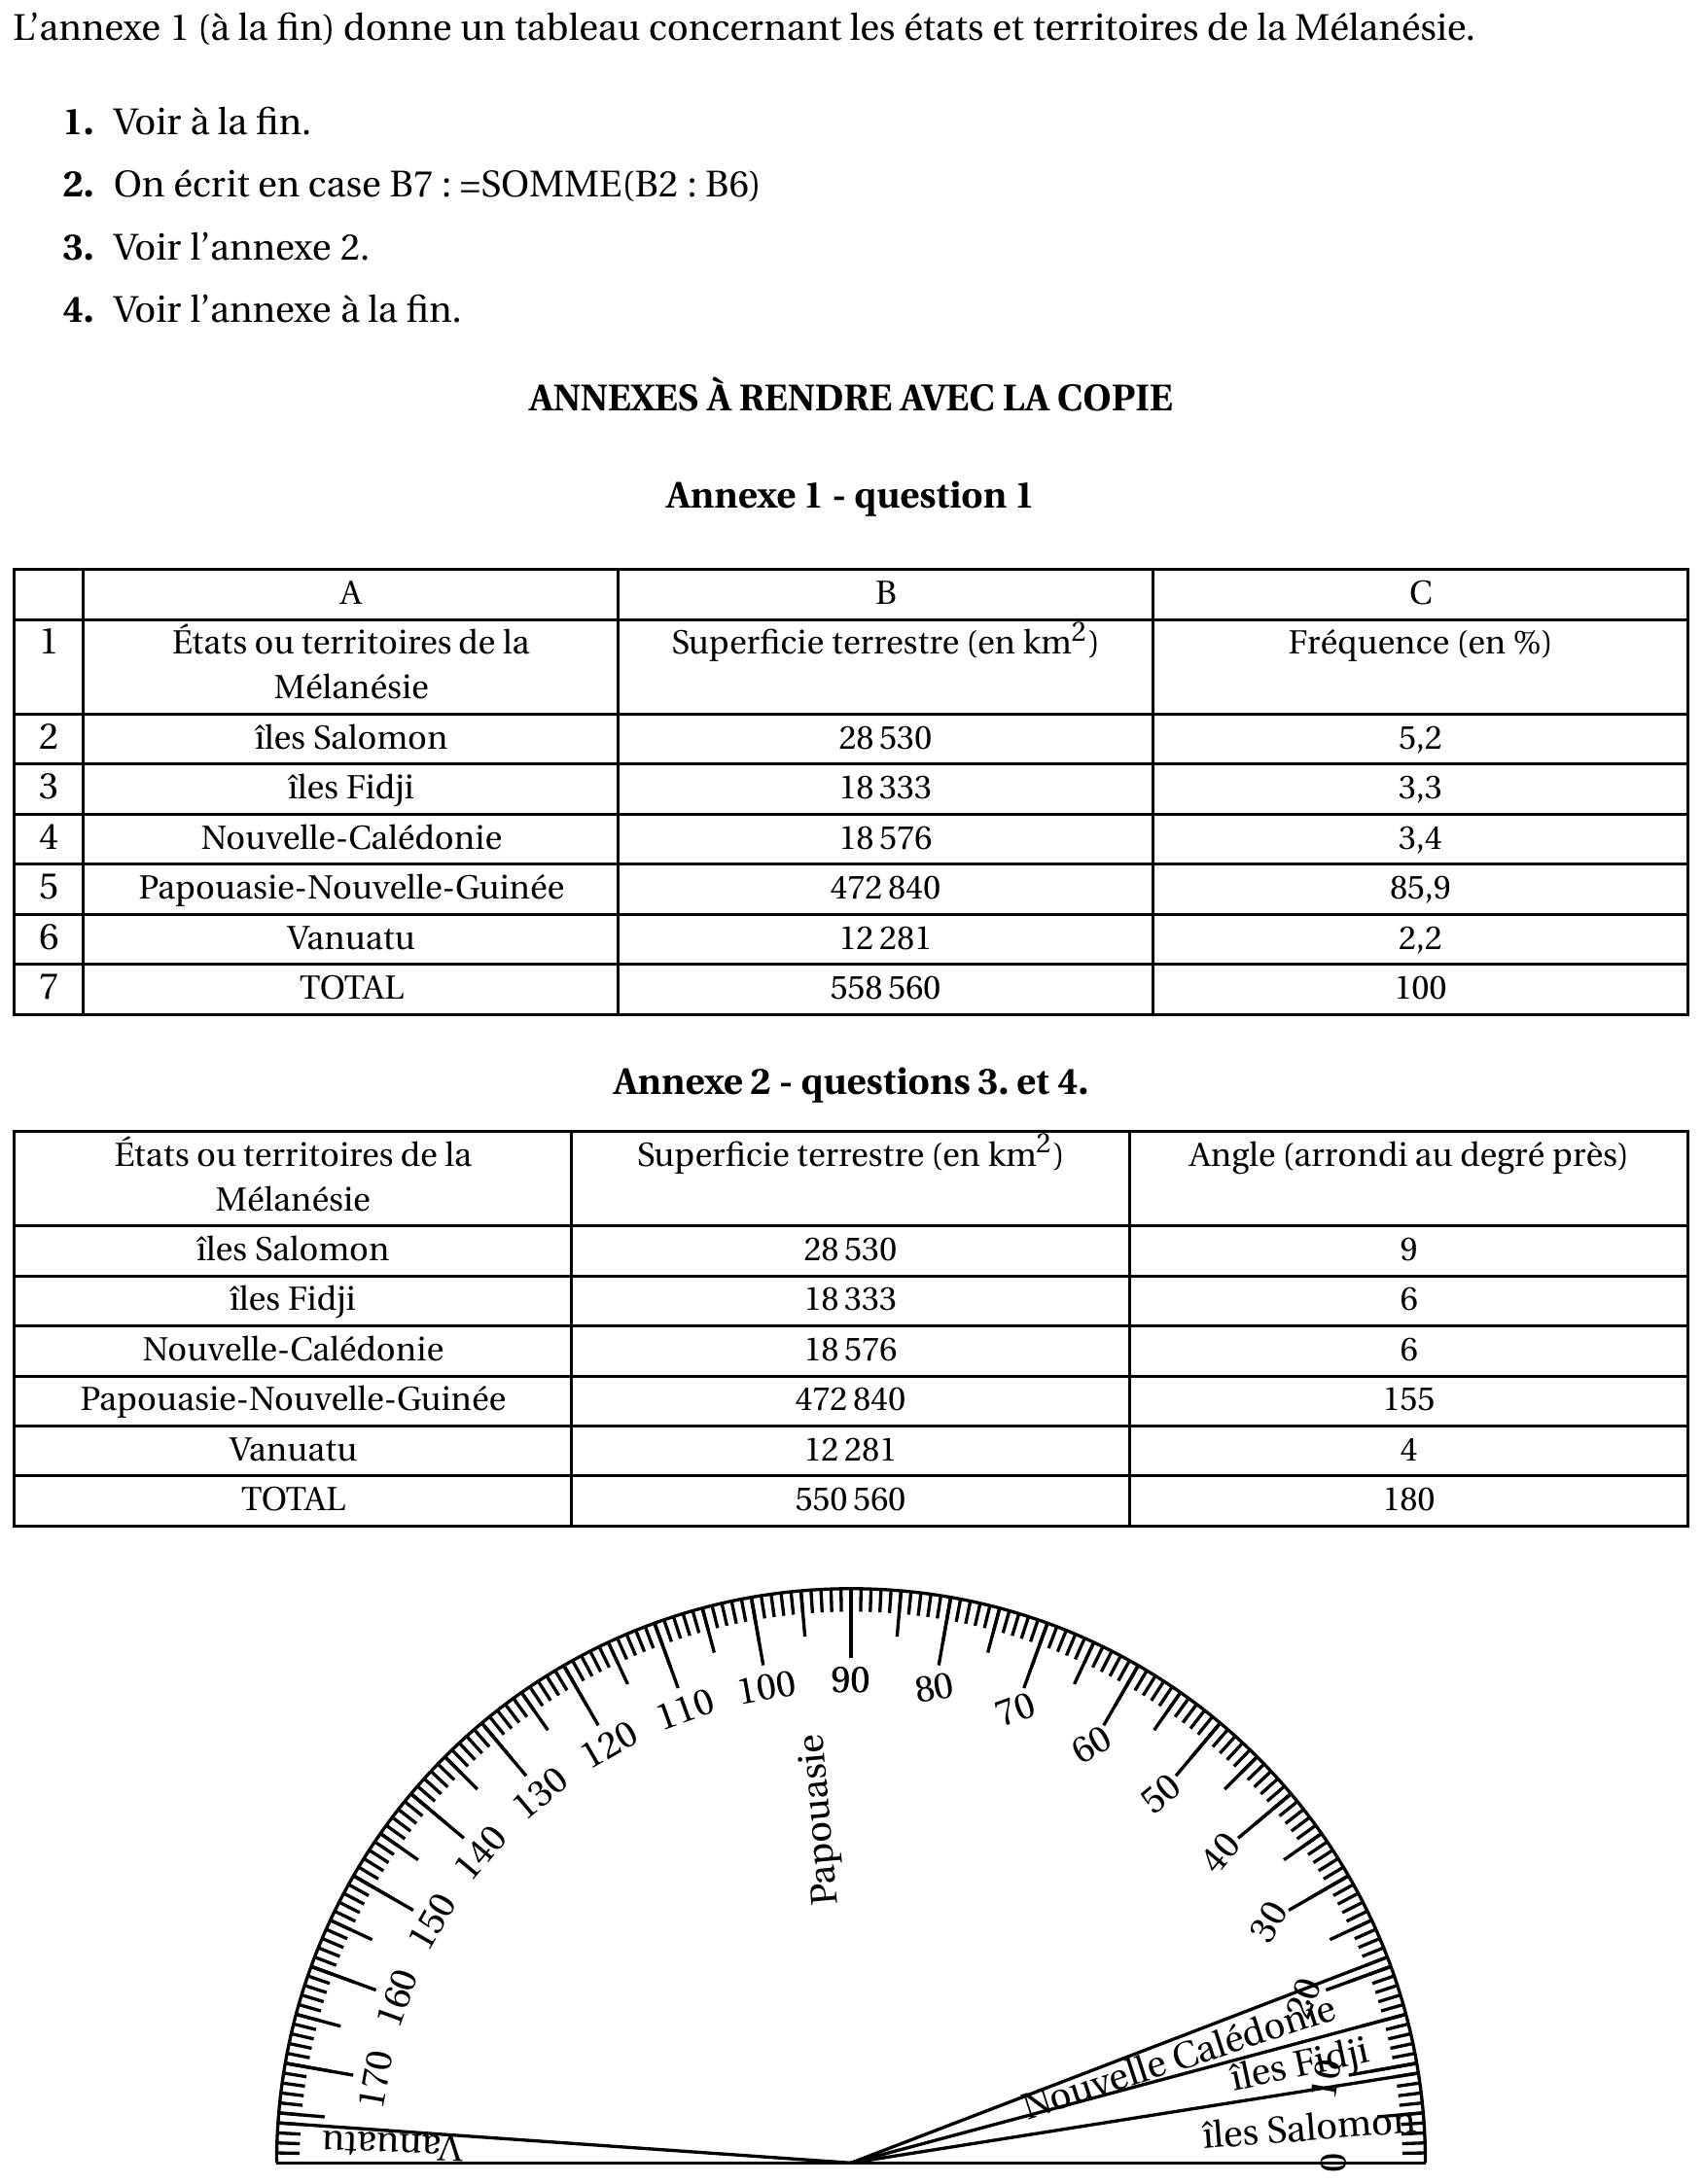 L'annexe 1 (à la fin) donne un tableau concernant les états et territoires de la Mélanésie.
1. Voir à la fin.
2. On écrit en case B7 : =SOMME(B2 : B6)
3. Voir l'annexe 2.
4. Voir l'annexe à la fin.
ANNEXES À RENDRE AVEC LA COPIE
Annexe 1 - question 1
A B C
1 États ou territoires de la Mélanésie Superficie terrestre (en km²) Fréquence (en %)
2 îles Salomon 28 530 5,2
3 îles Fidji 18 333 3,3
4 Nouvelle-Calédonie 18 576 3,4
5 Papouasie-Nouvelle-Guinée 472 840 85,9
6 Vanuatu 12 281 2,2
7 TOTAL 558 560 100
Annexe 2 - questions 3. et 4.
États ou territoires de la Mélanésie Superficie terrestre (en km²) Angle (arrondi au degré près)
îles Salomon 28 530 9
îles Fidji 18 333 6
Nouvelle-Calédonie 18 576 6
Papouasie-Nouvelle-Guinée 472 840 155
Vanuatu 12 281 4
TOTAL 550 560 180
170 160 150 140 130 120 110 100 90 80 70 60 50 40 30 20 10 0
Papouasie
Nouvelle Calédonie
îles Fidji
îles Salomon
Vanuatu